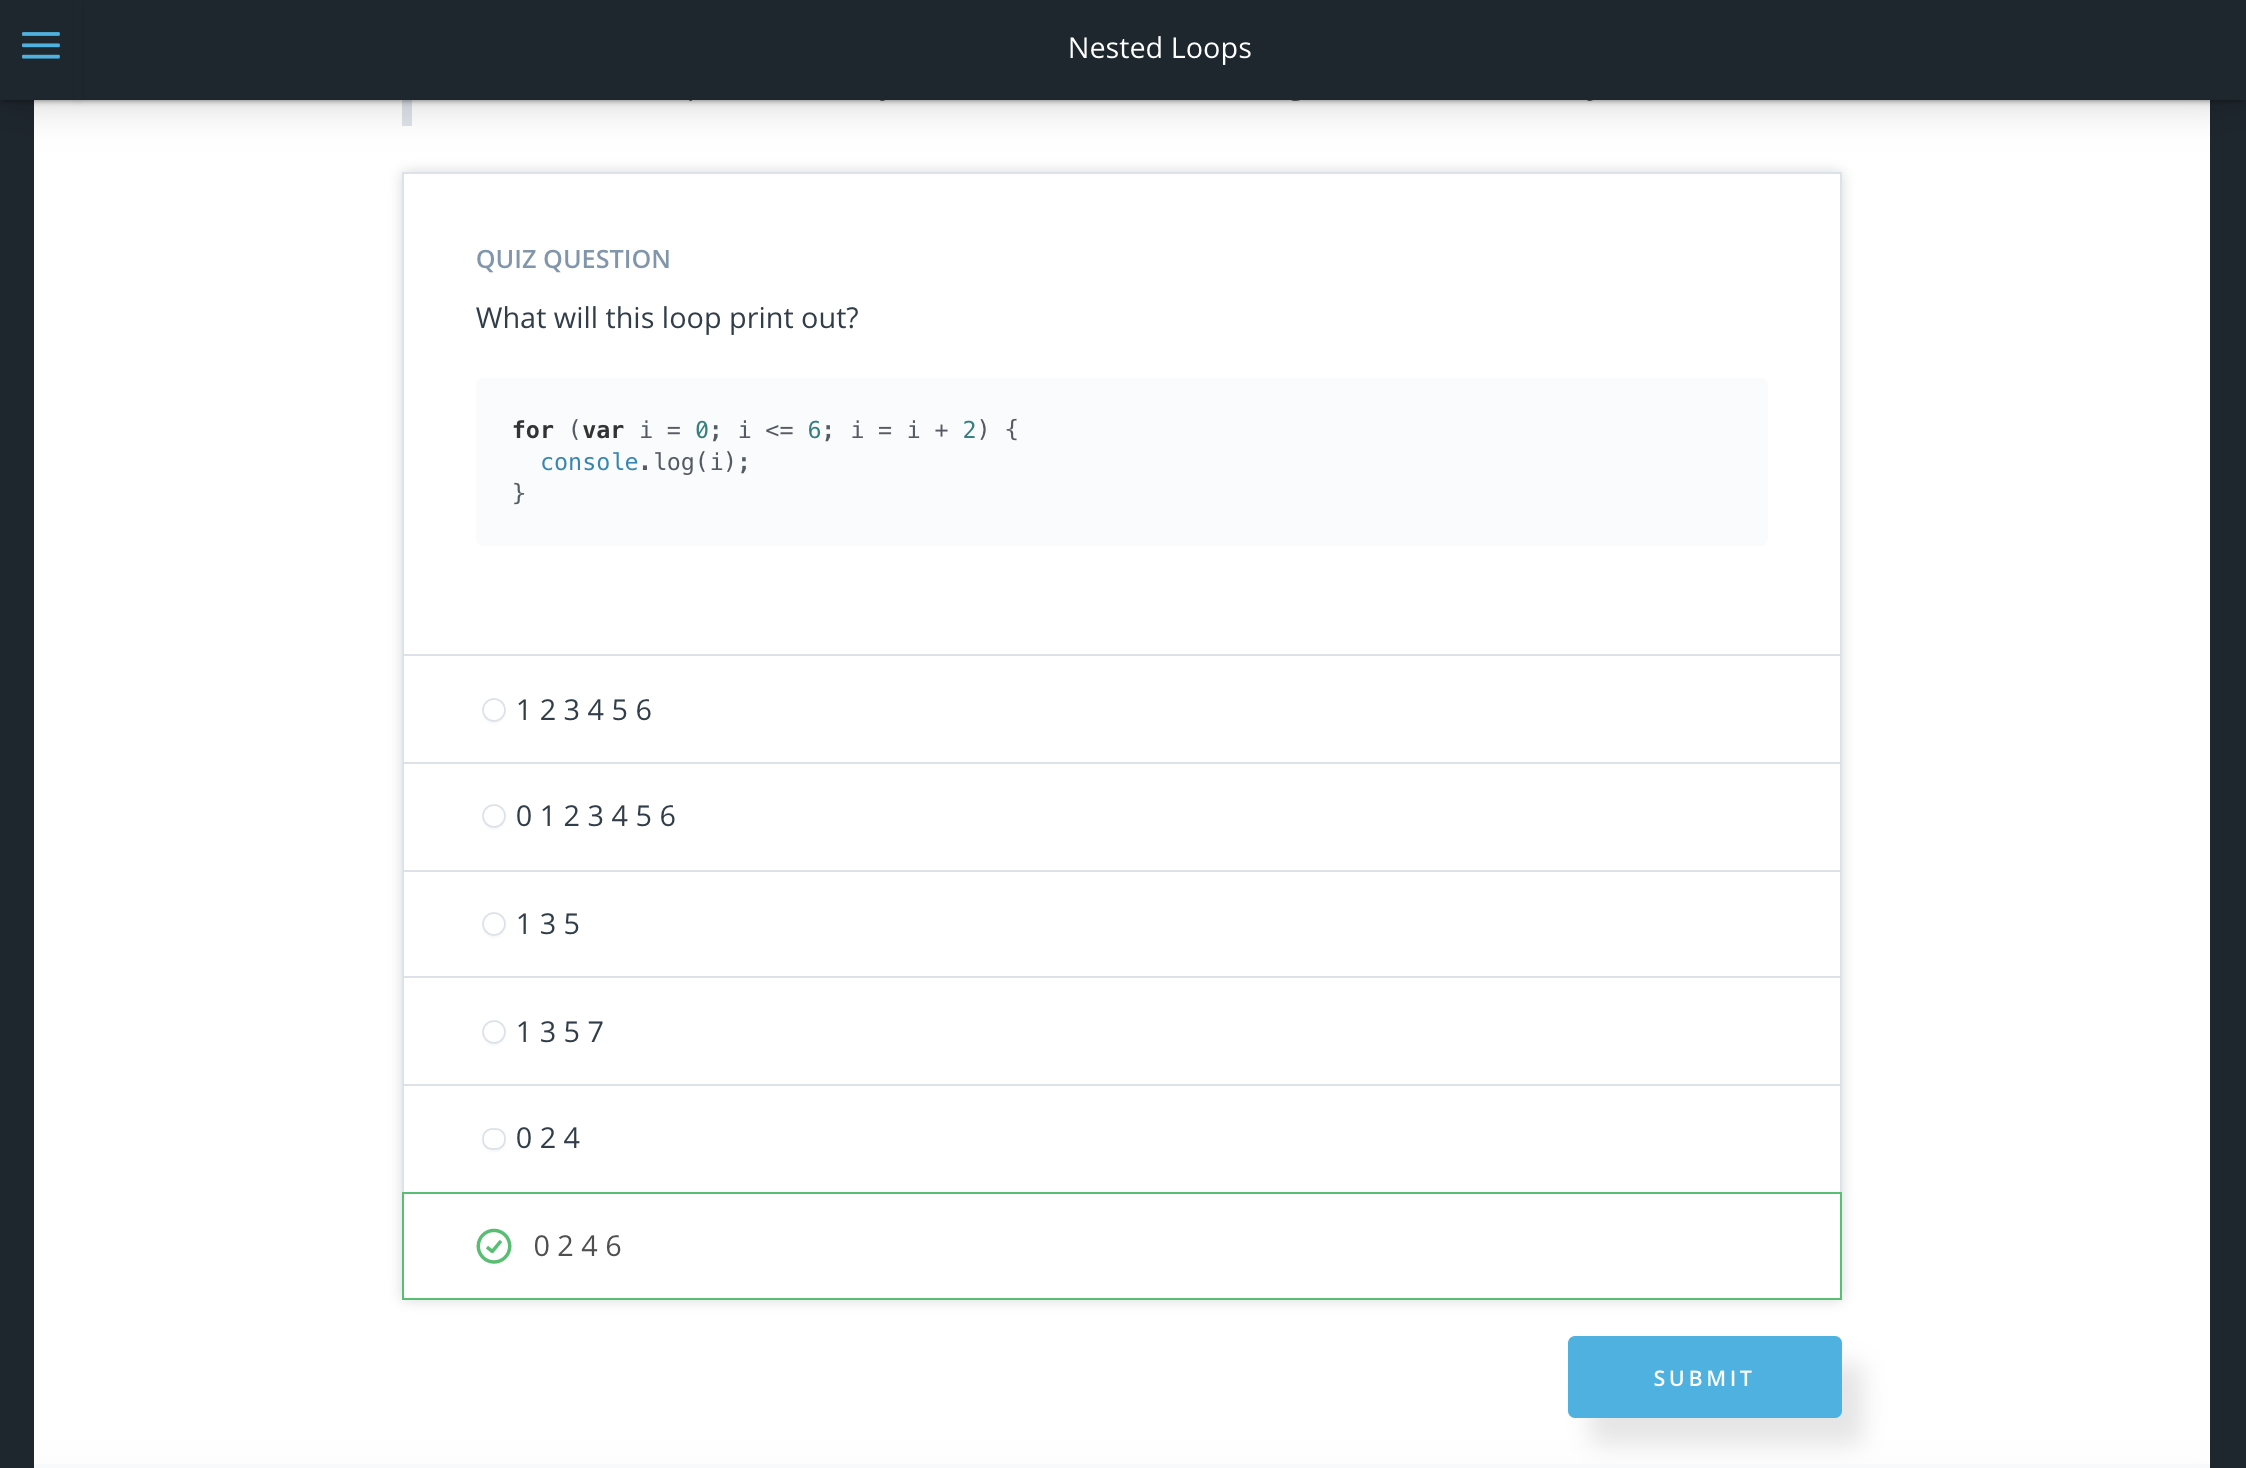 Nested Loops
QUIZ QUESTION
What will this loop print out?
for (var i = 0; i <= 6; i = i + 2) {
  console.log(i);
}
1 2 3 4 5 6
0 1 2 3 4 5 6
1 3 5
1 3 5 7
0 2 4
0 2 4 6
SUBMIT